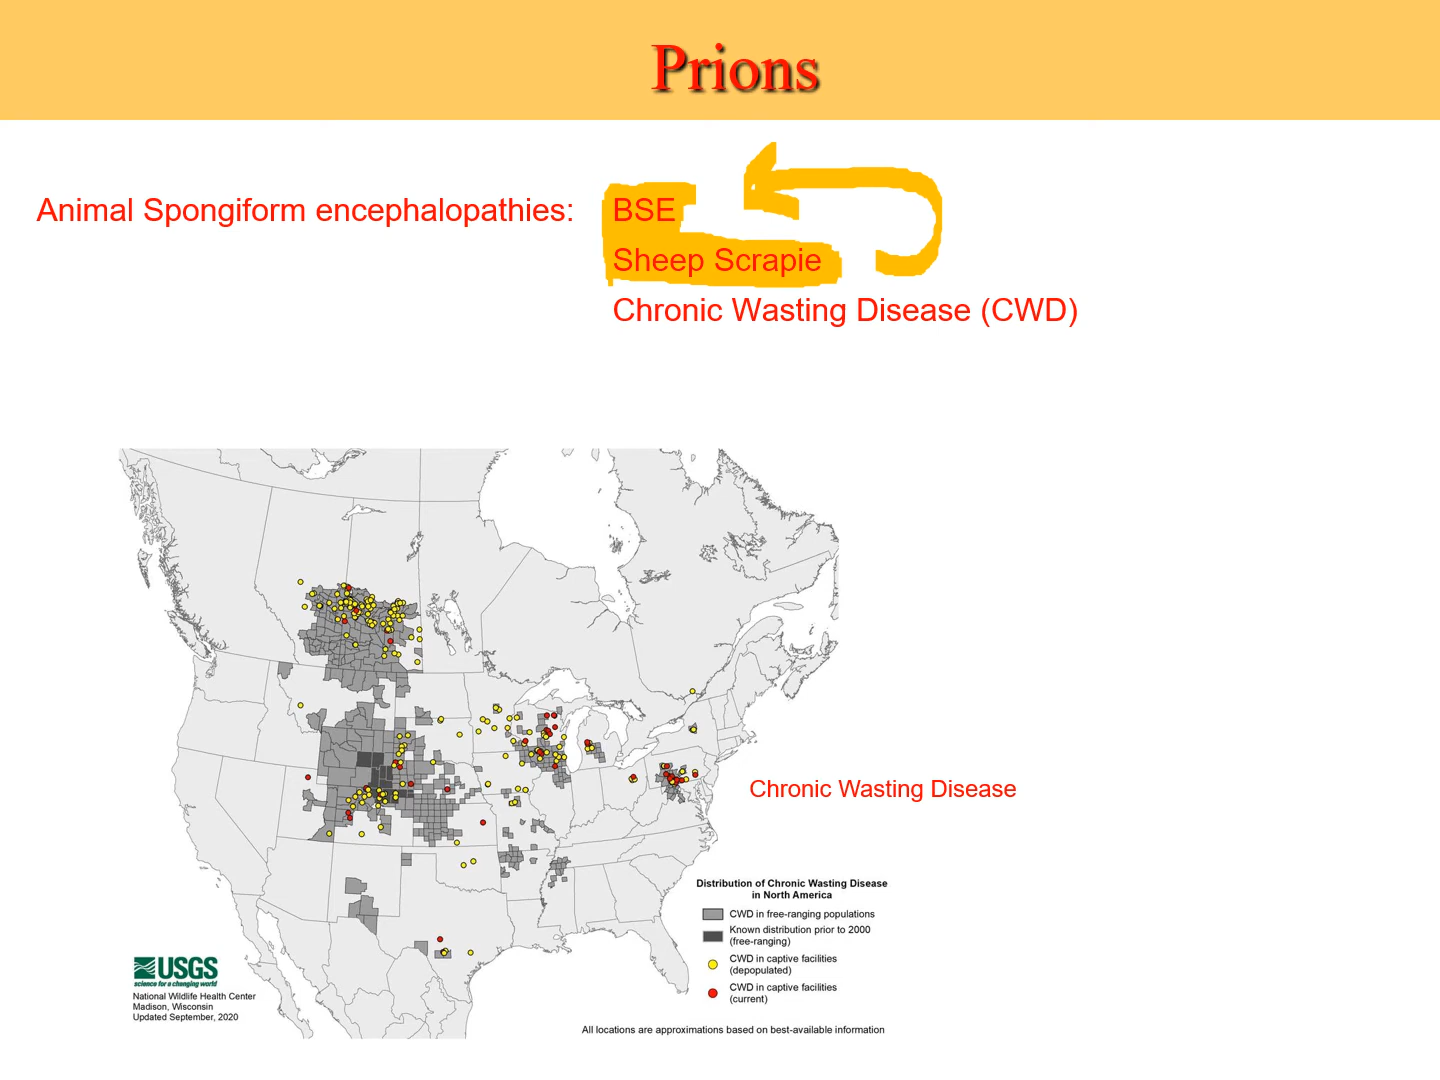 Prions
Animal Spongiform encephalopathies: BSE
Sheep Scrapie
Chronic Wasting Disease (CWD)
Chronic Wasting Disease
Distribution of Chronic Wasting Disease
in North America
CWD in free-ranging populations
Known distribution prior to 2000
(free-ranging)
CWD in captive facilities
(depopulated)
CWD in captive facilities
(current)
USGS
science for a changing world
National Wildlife Health Center
Madison, Wisconsin
Updated September, 2020
All locations are approximations based on best-available information